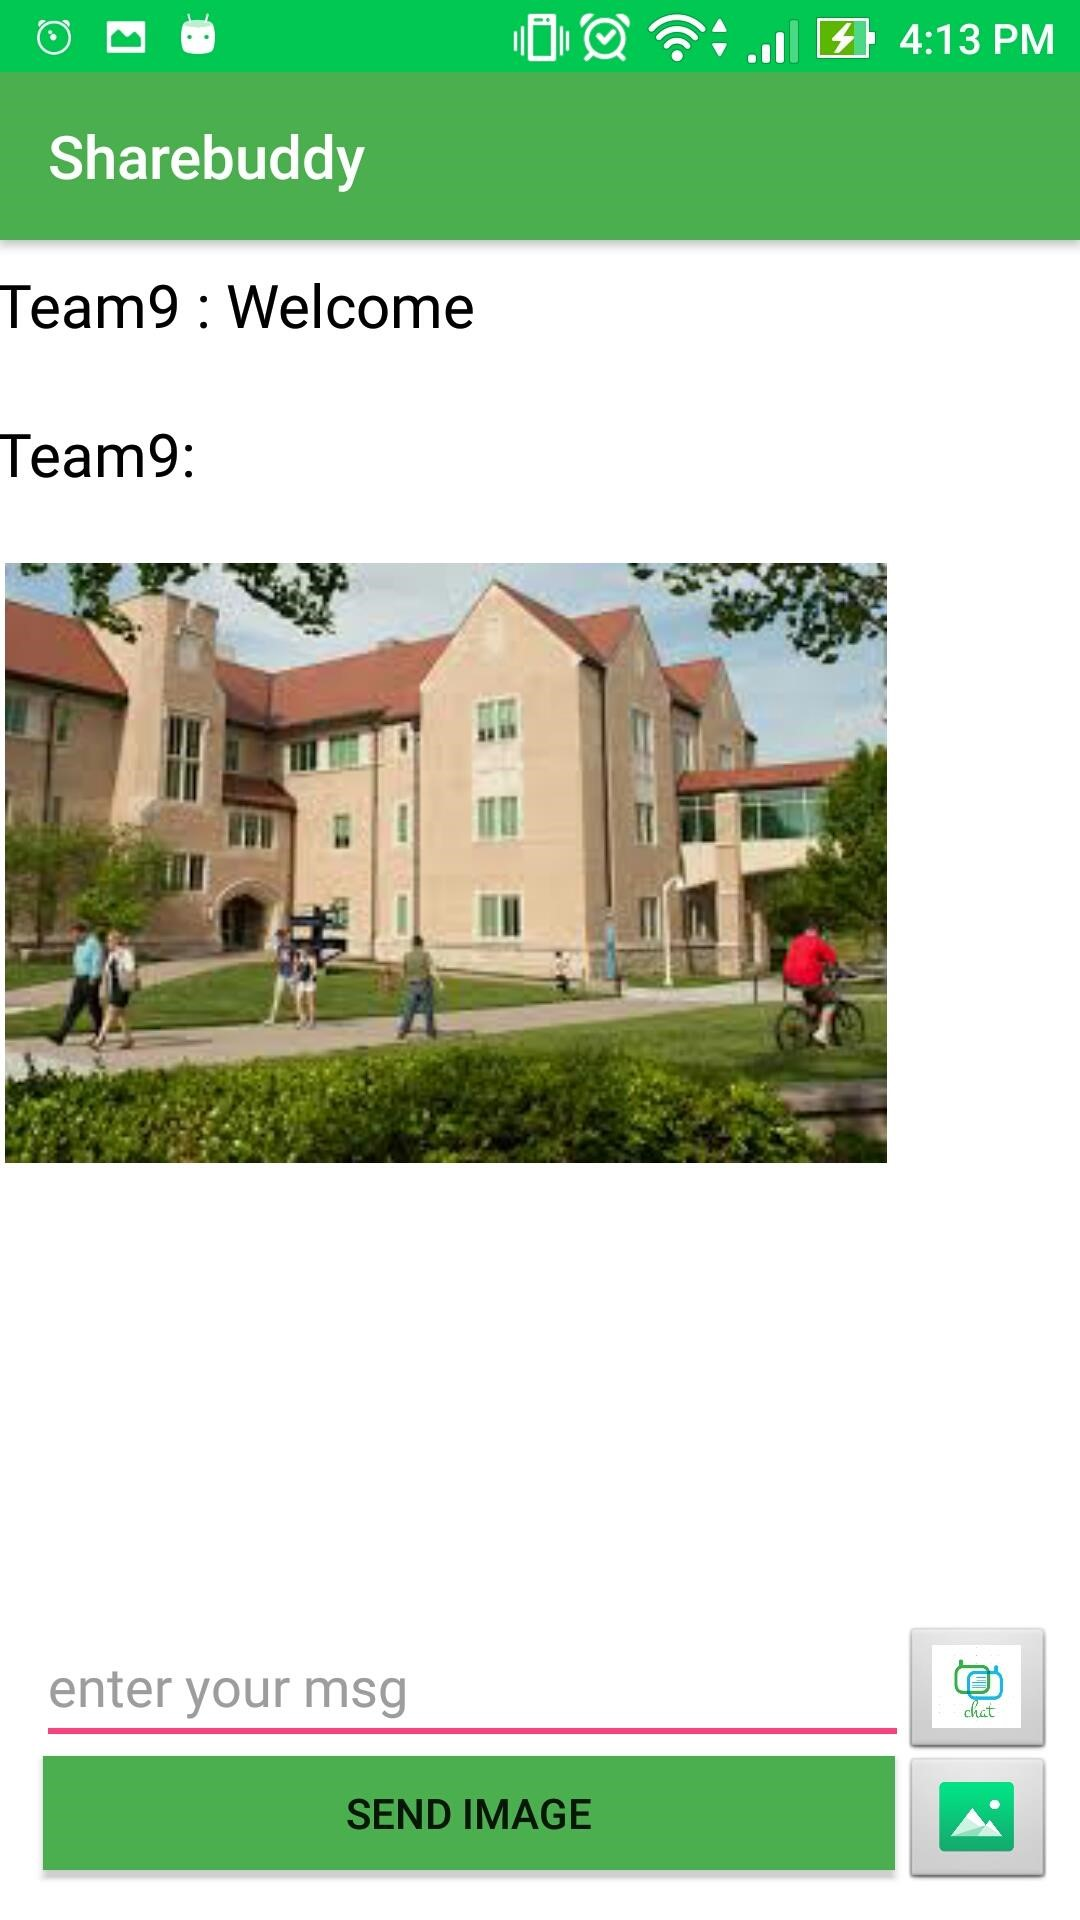 4:13 PM
Sharebuddy
Team9 : Welcome
Team9:
enter your msg
chat
SEND IMAGE